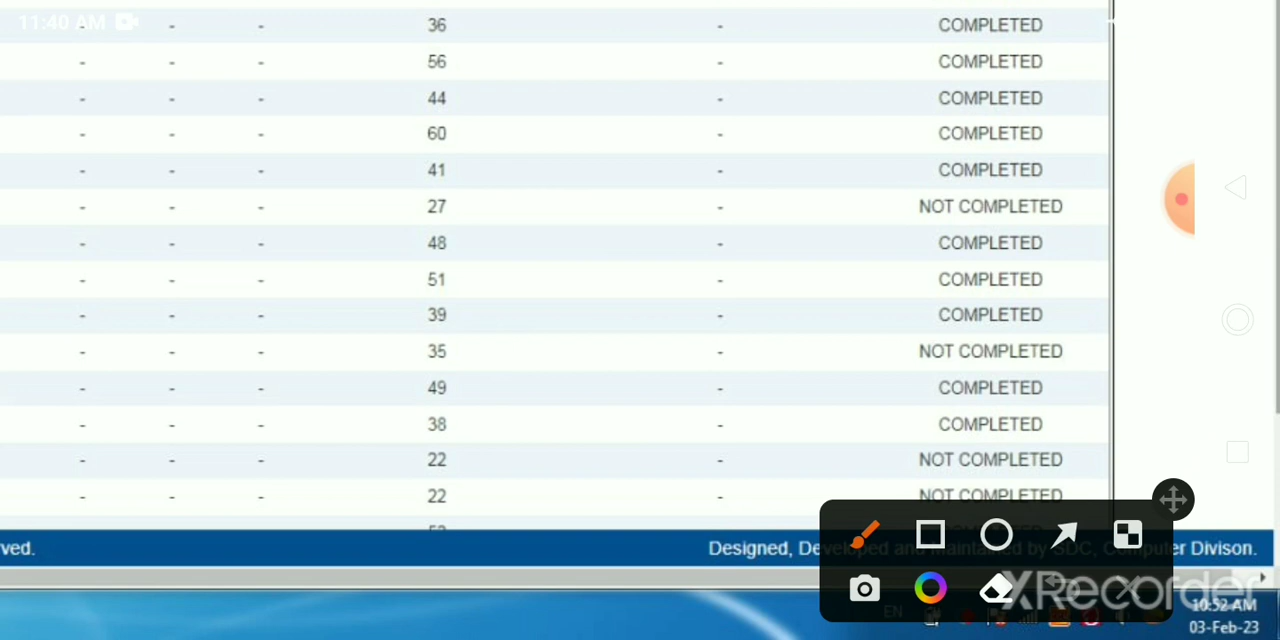 11:40 AM
- - - 36 - COMPLETED
- - - 56 - COMPLETED
- - - 44 - COMPLETED
- - - 60 - COMPLETED
- - - 41 - COMPLETED
- - - 27 - NOT COMPLETED
- - - 48 - COMPLETED
- - - 51 - COMPLETED
- - - 39 - COMPLETED
- - - 35 - NOT COMPLETED
- - - 49 - COMPLETED
- - - 38 - COMPLETED
- - - 22 - NOT COMPLETED
- - - 22 - NOT COMPLETED
ved. Designed, Developed and Maintained by SDC, Computer Divison.
XRecorder
EN 10:52 AM
03-Feb-23